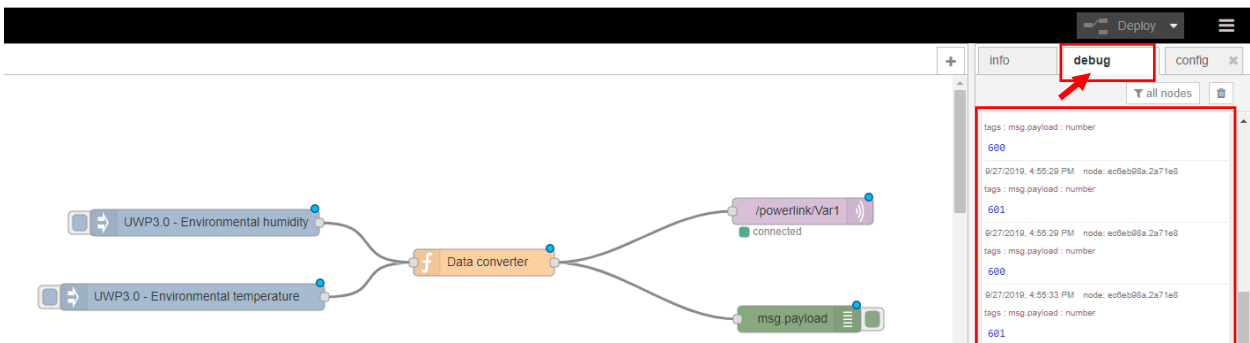 Deploy
info debug config
all nodes
tags : msg.payload : number
600
9/27/2019, 4:55:29 PM node: ec6eb98a.2a71e8
tags : msg.payload : number
601
9/27/2019, 4:55:29 PM node: ec6eb98a.2a71e8
tags : msg.payload : number
600
9/27/2019, 4:55:33 PM node: ec6eb98a.2a71e8
tags : msg.payload : number
601
UWP3.0 - Environmental humidity
/powerlink/Var1
connected
Data converter
UWP3.0 - Environmental temperature
msg.payload